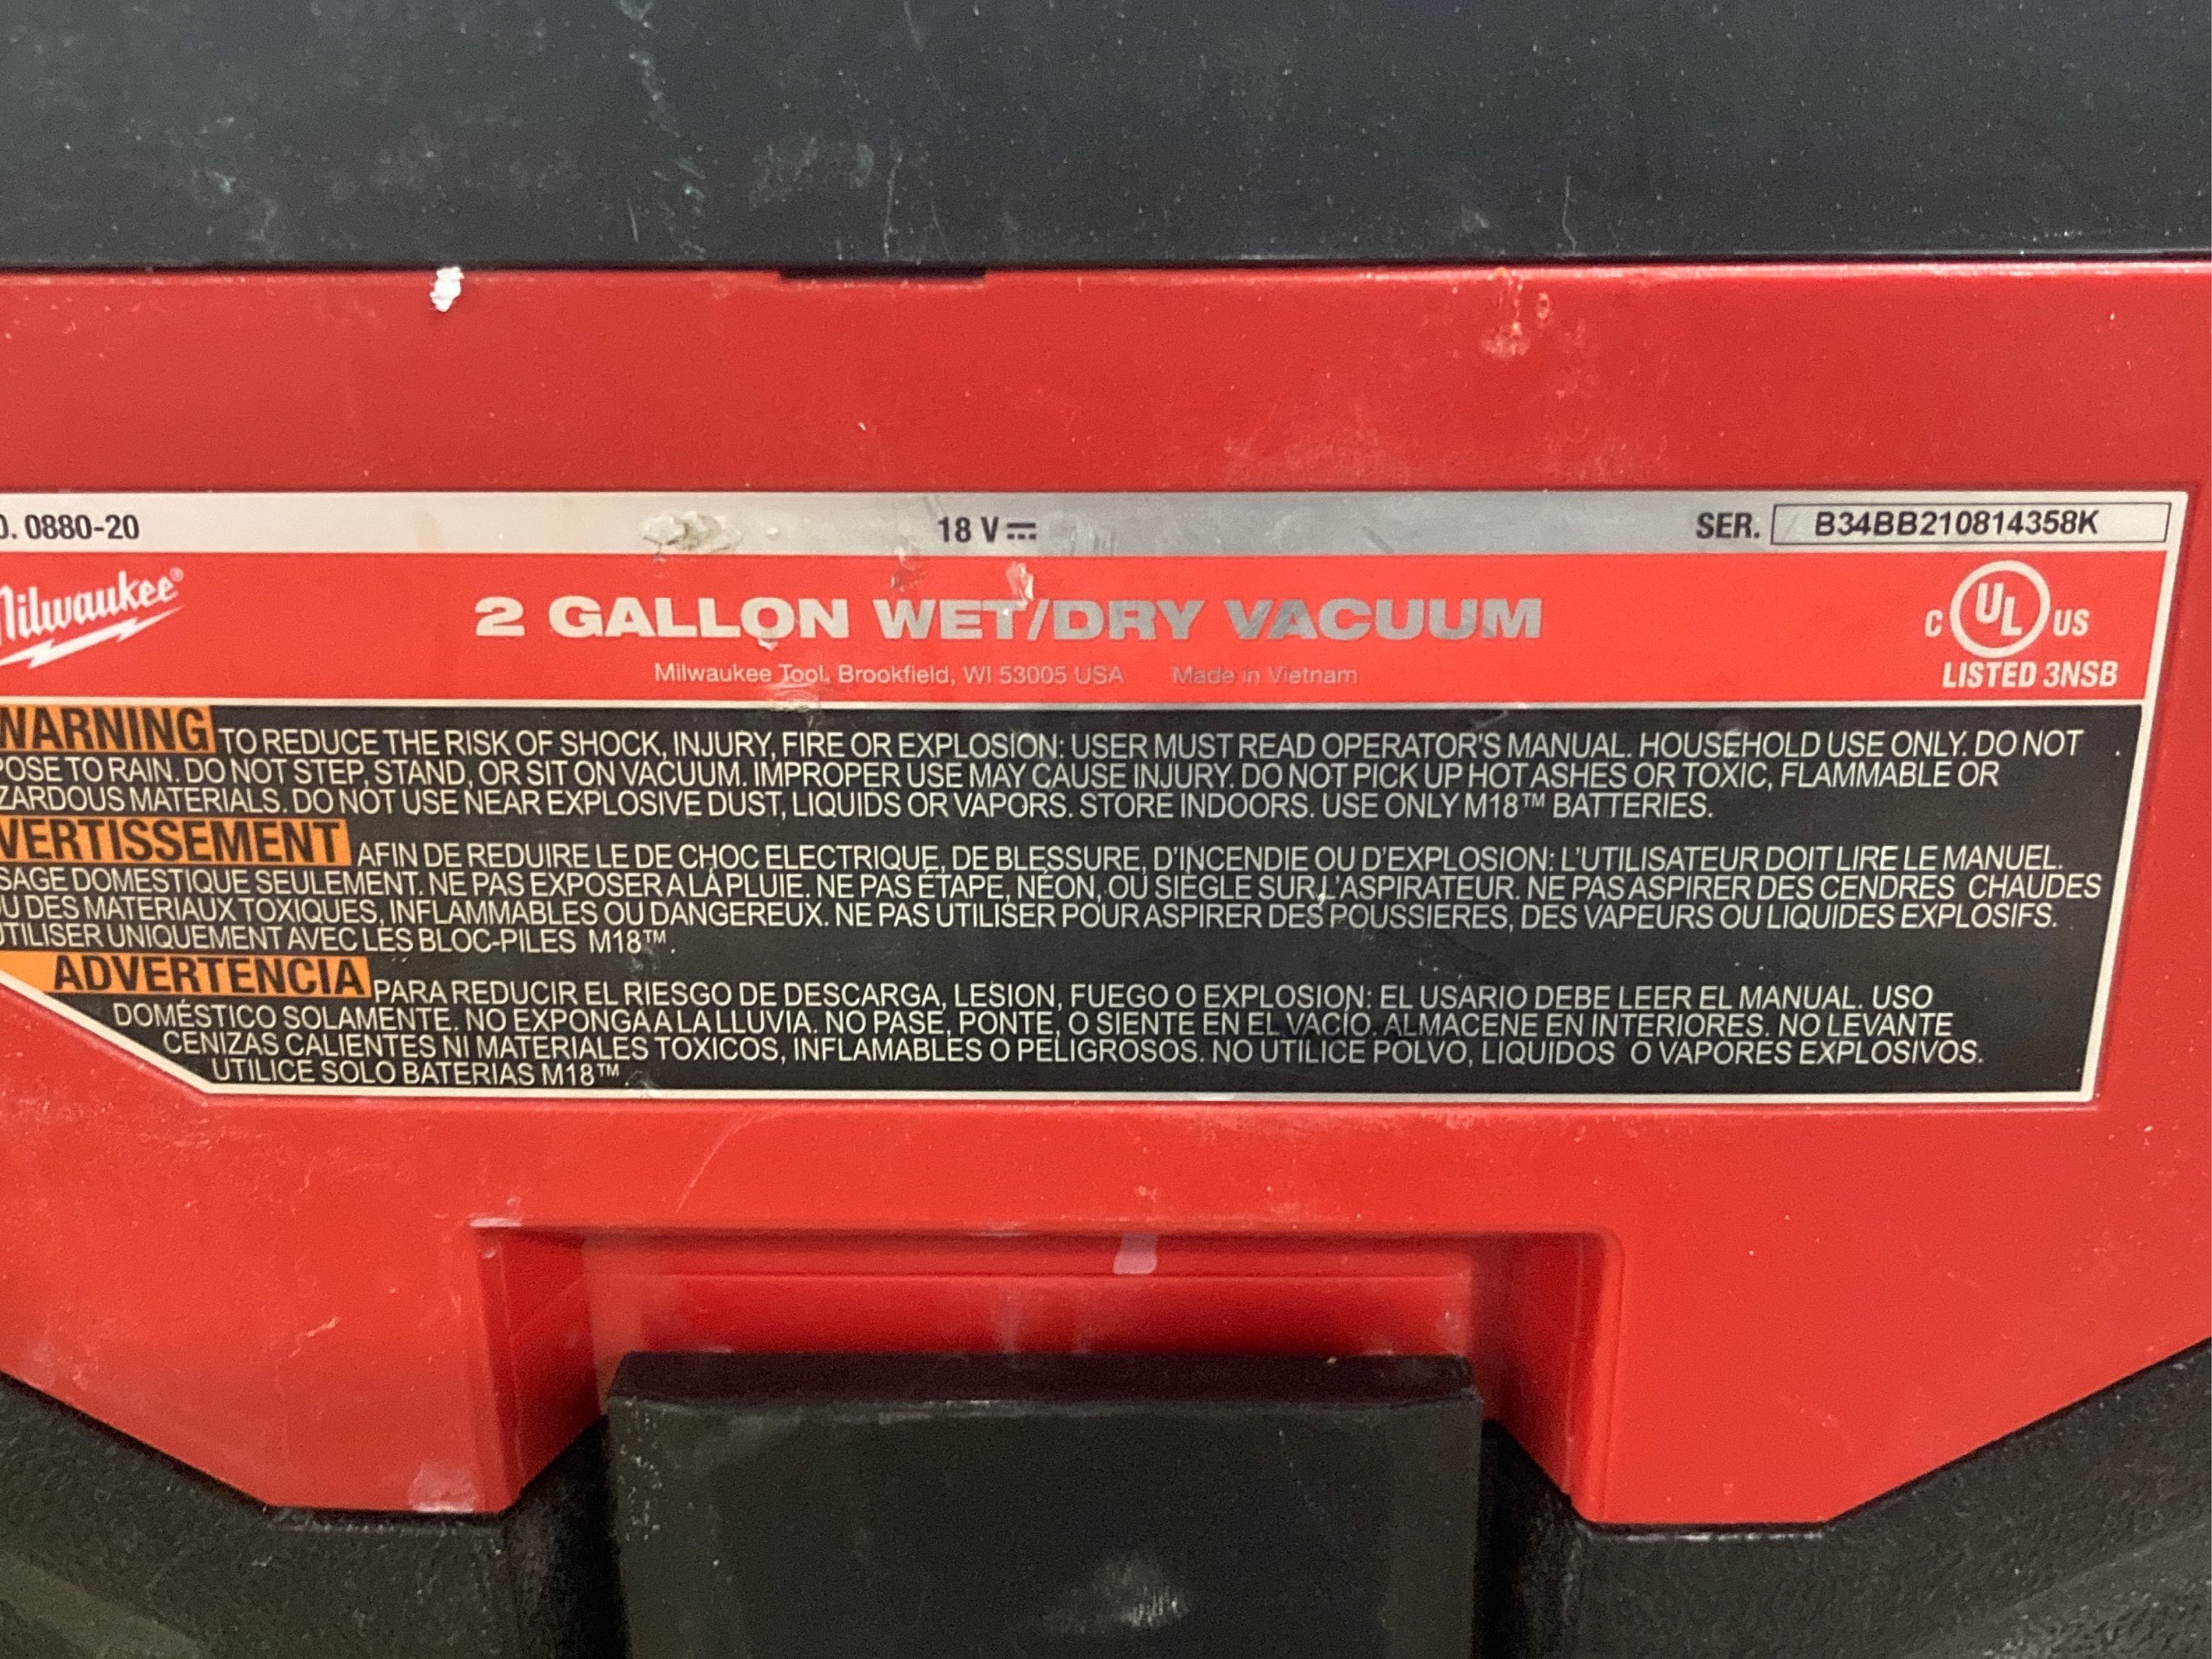 0880-20
18 V
SER. B34BB210814358K
Milwaukee®
2 GALLON WET/DRY VACUUM
Milwaukee Tool, Brookfield, WI 53005 USA Made in Vietnam
C UL US
LISTED 3NSB
WARNING TO REDUCE THE RISK OF SHOCK, INJURY, FIRE OR EXPLOSION: USER MUST READ OPERATOR'S MANUAL. HOUSEHOLD USE ONLY. DO NOT
POSE TO RAIN. DO NOT STEP, STAND, OR SIT ON VACUUM. IMPROPER USE MAY CAUSE INJURY. DO NOT PICK UP HOT ASHES OR TOXIC, FLAMMABLE OR
ZARDOUS MATERIALS. DO NOT USE NEAR EXPLOSIVE DUST, LIQUIDS OR VAPORS. STORE INDOORS. USE ONLY M18™ BATTERIES.
VERTISSEMENT AFIN DE REDUIRE LE DE CHOC ELECTRIQUE, DE BLESSURE, D'INCENDIE OU D'EXPLOSION: L'UTILISATEUR DOIT LIRE LE MANUEL.
SAGE DOMESTIQUE SEULEMENT. NE PAS EXPOSER A LA PLUIE. NE PAS ÉTAPE, NÉON, OU SIÈGLE SUR L'ASPIRATEUR. NE PAS ASPIRER DES CENDRES CHAUDES
U DES MATERIAUX TOXIQUES, INFLAMMABLES OU DANGEREUX. NE PAS UTILISER POUR ASPIRER DES POUSSIERES, DES VAPEURS OU LIQUIDES EXPLOSIFS.
UTILISER UNIQUEMENT AVEC LES BLOC-PILES M18™.
ADVERTENCIA PARA REDUCIR EL RIESGO DE DESCARGA, LESION, FUEGO O EXPLOSION: EL USARIO DEBE LEER EL MANUAL. USO
DOMÉSTICO SOLAMENTE. NO EXPONGA A LA LLUVIA. NO PASE, PONTE, O SIENTE EN EL VACÍO. ALMACENE EN INTERIORES. NO LEVANTE
CENIZAS CALIENTES NI MATERIALES TOXICOS, INFLAMABLES O PELIGROSOS. NO UTILICE POLVO, LIQUIDOS O VAPORES EXPLOSIVOS.
UTILICE SOLO BATERIAS M18™.